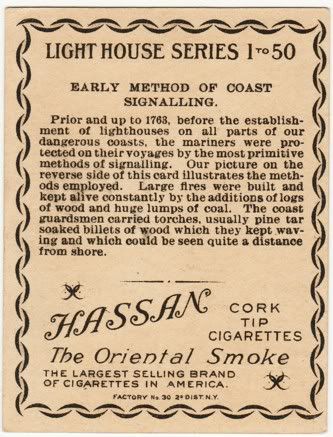 LIGHT HOUSE SERIES 1 TO 50
EARLY METHOD OF COAST
SIGNALLING.
Prior and up to 1763, before the establish-
ment of lighthouses on all parts of our
dangerous coasts, the mariners were pro-
tected on their voyages by the most primitive
methods of signalling. Our picture on the
reverse side of this card illustrates the meth-
ods employed. Large fires were built and
kept alive constantly by the additions of logs
of wood and huge lumps of coal. The coast
guardsmen carried torches, usually pine tar
soaked billets of wood which they kept wav-
ing and which could be seen quite a distance
from shore.
HASSAN
CORK
TIP
CIGARETTES
The Oriental Smoke
THE LARGEST SELLING BRAND
OF CIGARETTES IN AMERICA.
FACTORY No. 30 2D DIST. N.Y.